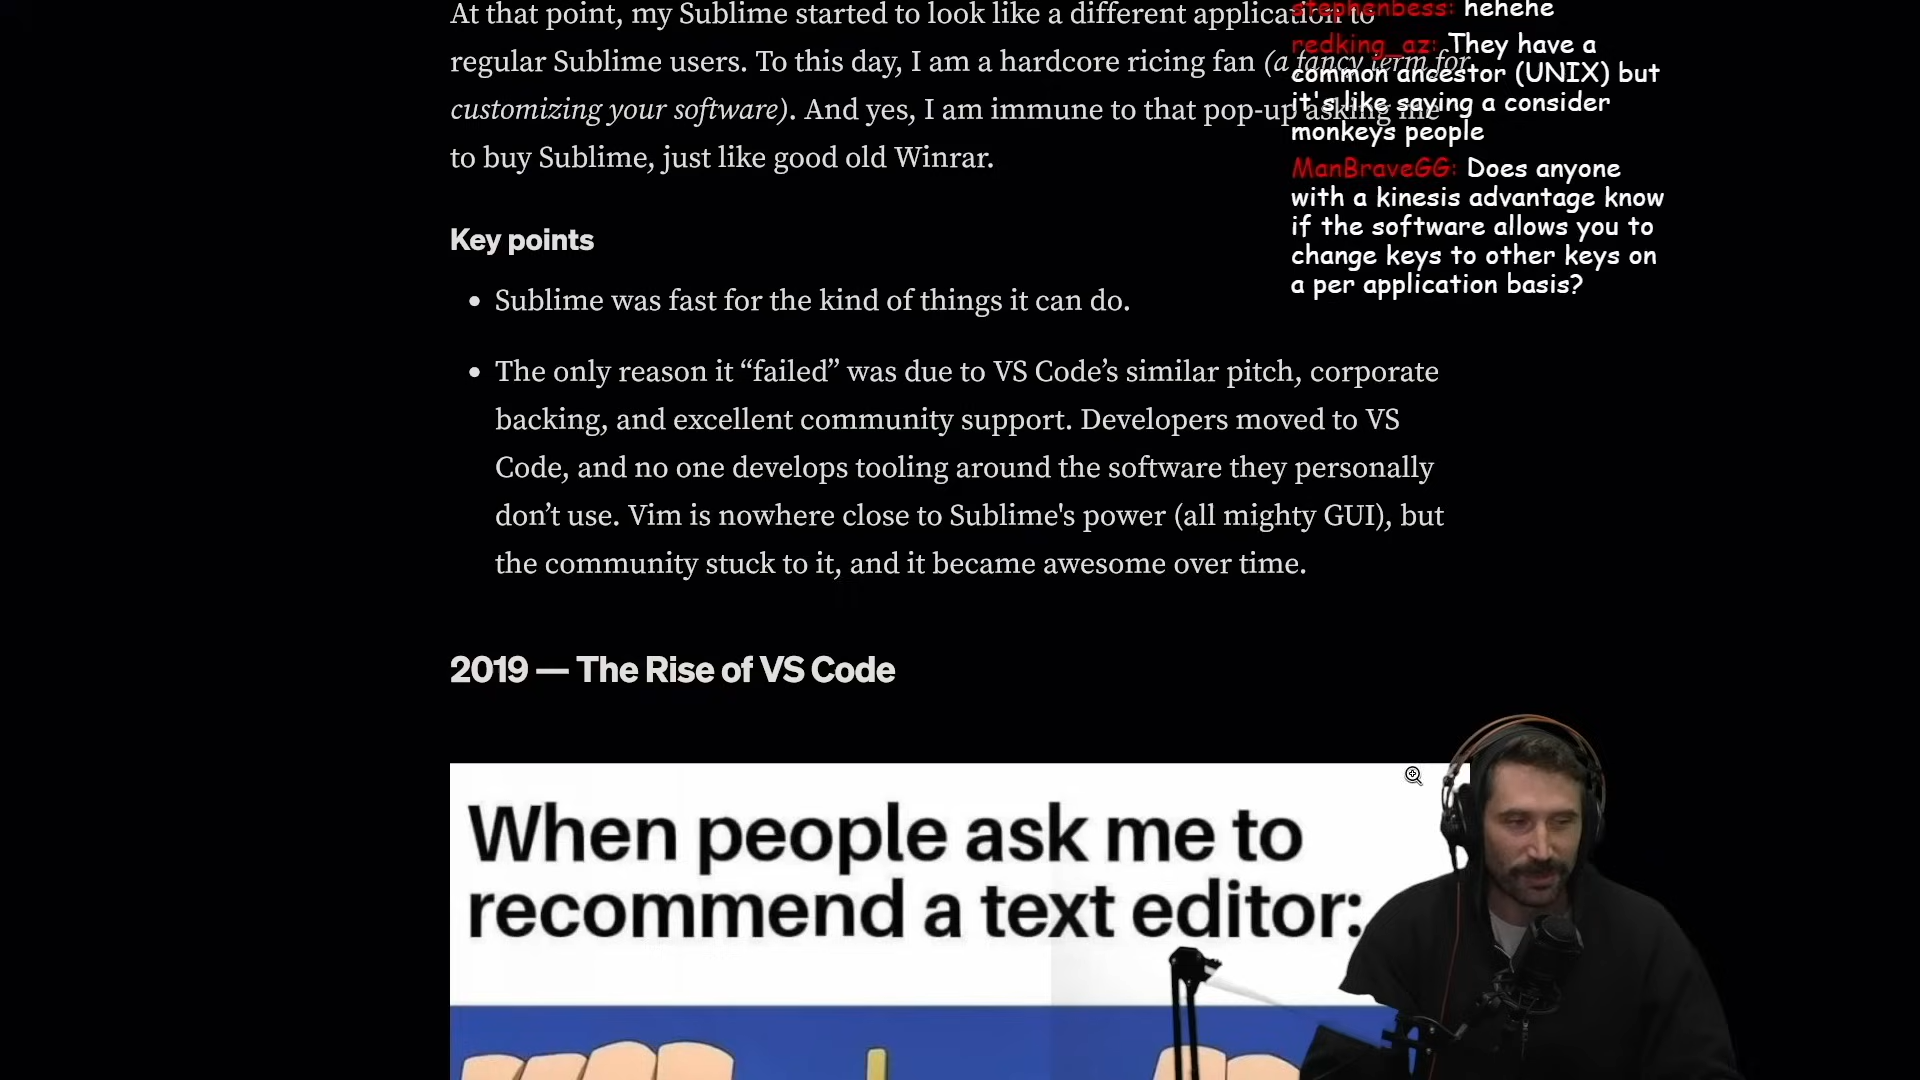 At that point, my Sublime started to look like a different application to
regular Sublime users. To this day, I am a hardcore ricing fan (a fancy term for
customizing your software). And yes, I am immune to that pop-up asking me
to buy Sublime, just like good old Winrar.
Key points
• Sublime was fast for the kind of things it can do.
• The only reason it “failed” was due to VS Code’s similar pitch, corporate
backing, and excellent community support. Developers moved to VS
Code, and no one develops tooling around the software they personally
don’t use. Vim is nowhere close to Sublime's power (all mighty GUI), but
the community stuck to it, and it became awesome over time.
2019 — The Rise of VS Code
When people ask me to
recommend a text editor:
stephenbess: hehehe
redking_az: They have a
common ancestor (UNIX) but
it's like saying a consider
monkeys people
ManBraveGG: Does anyone
with a kinesis advantage know
if the software allows you to
change keys to other keys on
a per application basis?